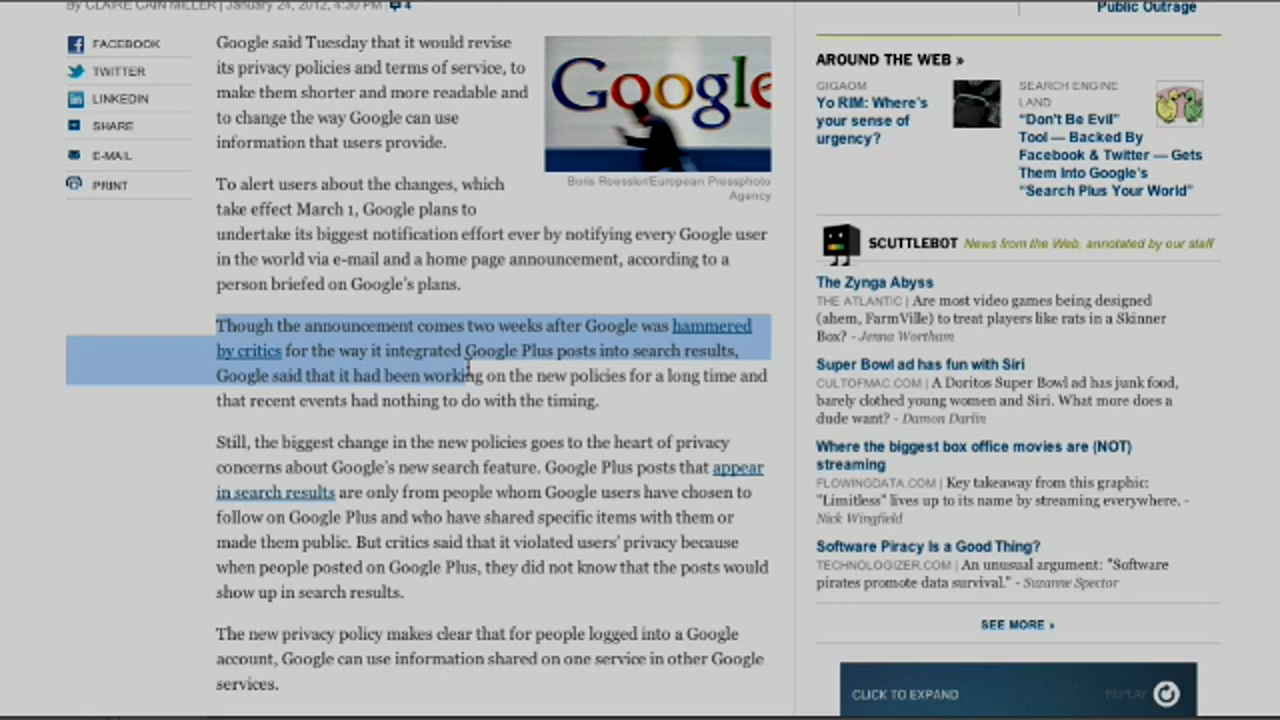 By CLAIRE CAIN MILLER | January 24, 2012, 4:30 PM 4
FACEBOOK
TWITTER
LINKEDIN
SHARE
E-MAIL
PRINT
Google said Tuesday that it would revise
its privacy policies and terms of service, to
make them shorter and more readable and
to change the way Google can use
information that users provide.
Google
Boris Roessler/European Pressphoto
Agency
To alert users about the changes, which
take effect March 1, Google plans to
undertake its biggest notification effort ever by notifying every Google user
in the world via e-mail and a home page announcement, according to a
person briefed on Google's plans.
Though the announcement comes two weeks after Google was hammered
by critics for the way it integrated Google Plus posts into search results,
Google said that it had been working on the new policies for a long time and
that recent events had nothing to do with the timing.
Still, the biggest change in the new policies goes to the heart of privacy
concerns about Google's new search feature. Google Plus posts that appear
in search results are only from people whom Google users have chosen to
follow on Google Plus and who have shared specific items with them or
made them public. But critics said that it violated users' privacy because
when people posted on Google Plus, they did not know that the posts would
show up in search results.
The new privacy policy makes clear that for people logged into a Google
account, Google can use information shared on one service in other Google
services.
Public Outrage
AROUND THE WEB »
GIGAOM
Yo RIM: Where's
your sense of
urgency?
SEARCH ENGINE
LAND
"Don't Be Evil"
Tool — Backed By
Facebook & Twitter — Gets
Them Into Google's
"Search Plus Your World"
SCUTTLEBOT News from the Web, annotated by our staff
The Zynga Abyss
THE ATLANTIC | Are most video games being designed
(ahem, FarmVille) to treat players like rats in a Skinner
Box? - Jenna Wortham
Super Bowl ad has fun with Siri
CULTOFMAC.COM | A Doritos Super Bowl ad has junk food,
barely clothed young women and Siri. What more does a
dude want? - Damon Darlin
Where the biggest box office movies are (NOT)
streaming
FLOWINGDATA.COM | Key takeaway from this graphic:
"Limitless" lives up to its name by streaming everywhere. -
Nick Wingfield
Software Piracy Is a Good Thing?
TECHNOLOGIZER.COM | An unusual argument: "Software
pirates promote data survival." - Suzanne Spector
SEE MORE »
CLICK TO EXPAND
REPLAY